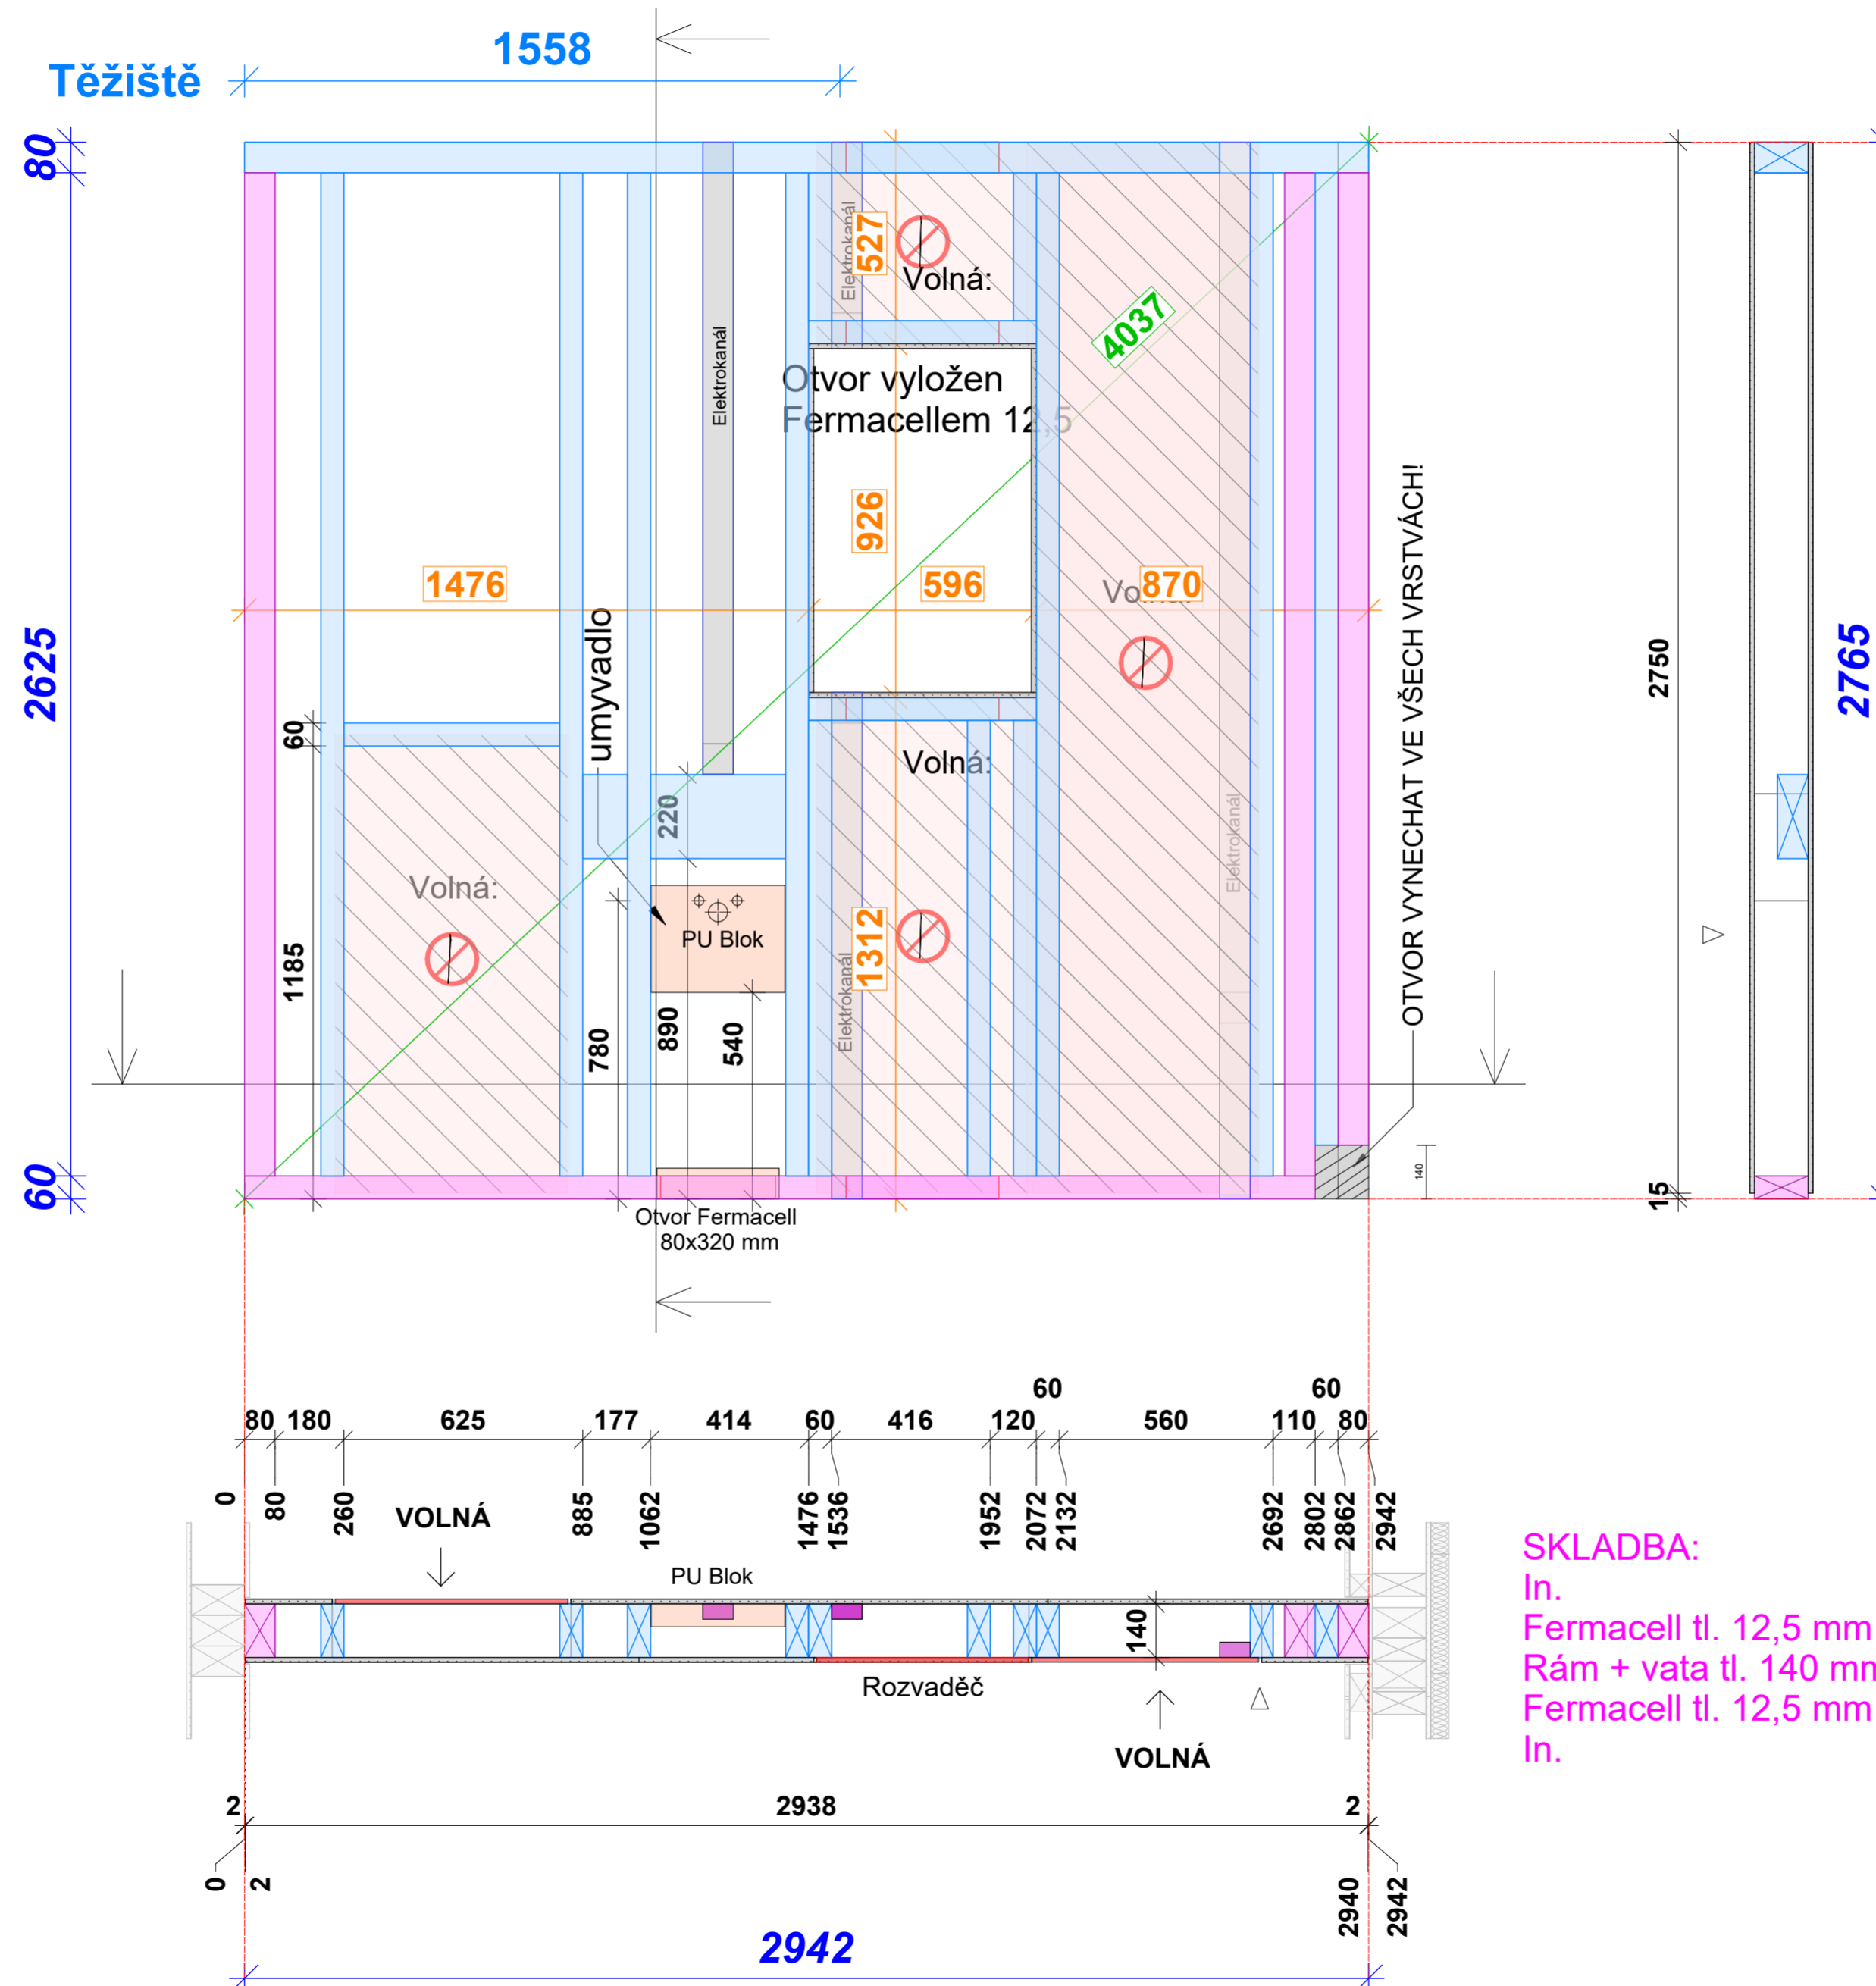 1558
Těžiště
80
2625
60
Elektrokanál
527
Volná:
Elektrokanál
4037
Otvor vyložen
Fermacellem 12,5
926
1476
596
870
umyvadlo
OTVOR VYNECHAT VE VŠECH VRSTVÁCH!
2750
2765
60
Volná:
220
Elektrokanál
Volná:
PU Blok
1312
Elektrokanál
1185
780
890
540
140
15
Otvor Fermacell
80x320 mm
60
60
80
180
625
177
414
60
416
120
560
110
80
0
80
260
885
1062
1476
1536
1952
2072
2132
2692
2802
2862
2942
VOLNÁ
PU Blok
140
Rozvaděč
VOLNÁ
SKLADBA:
In.
Fermacell tl. 12,5 mm
Rám + vata tl. 140 mm
Fermacell tl. 12,5 mm
In.
2
2938
2
0
2
2940
2942
2942